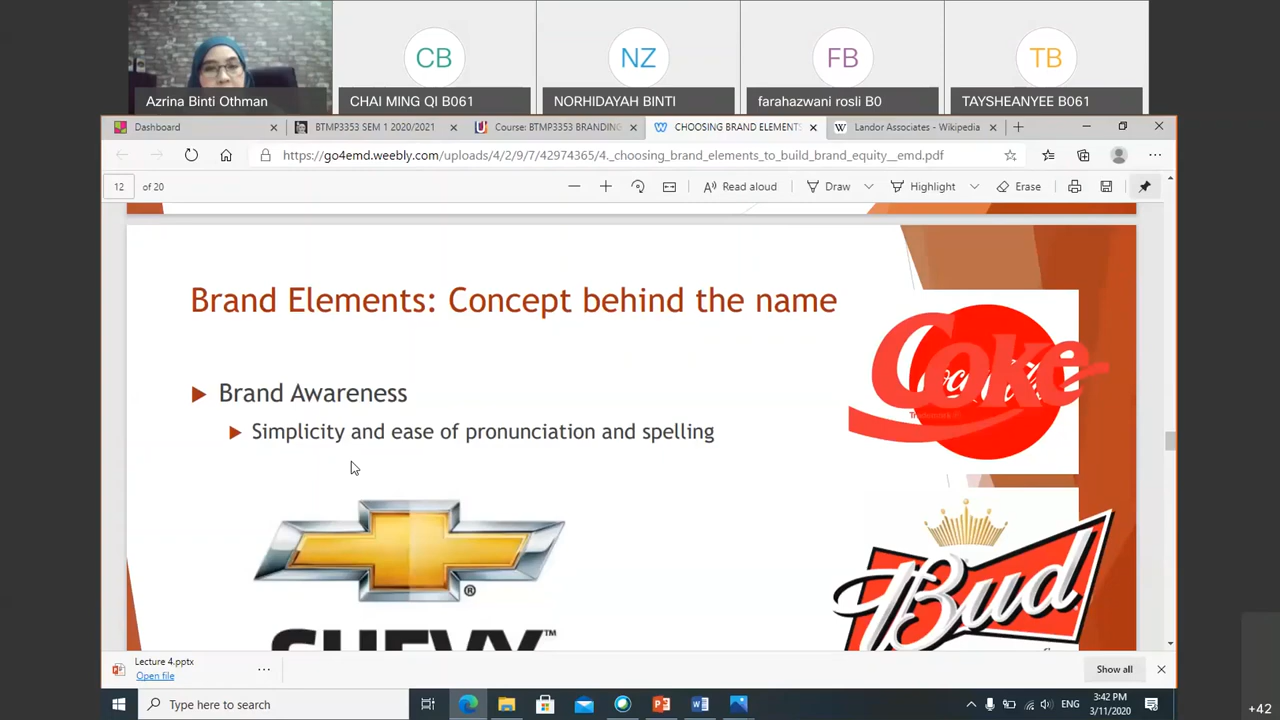 CB
NZ
FB
TB
Azrina Binti Othman
CHAI MING QI B061
NORHIDAYAH BINTI
farahazwani rosli B0
TAYSHEANYEE B061
Dashboard
BTMP3353 SEM 1 2020/2021
Course: BTMP3353 BRANDING
CHOOSING BRAND ELEMENTS
Landor Associates - Wikipedia
https://go4emd.weebly.com/uploads/4/2/9/7/42974365/4._choosing_brand_elements_to_build_brand_equity__emd.pdf
12 of 20
Read aloud
Draw
Highlight
Erase
Brand Elements: Concept behind the name
Coke
Brand Awareness
Simplicity and ease of pronunciation and spelling
Bud
CHEVY™
Lecture 4.pptx
Open file
Show all
Type here to search
ENG
3:42 PM
3/11/2020
+42